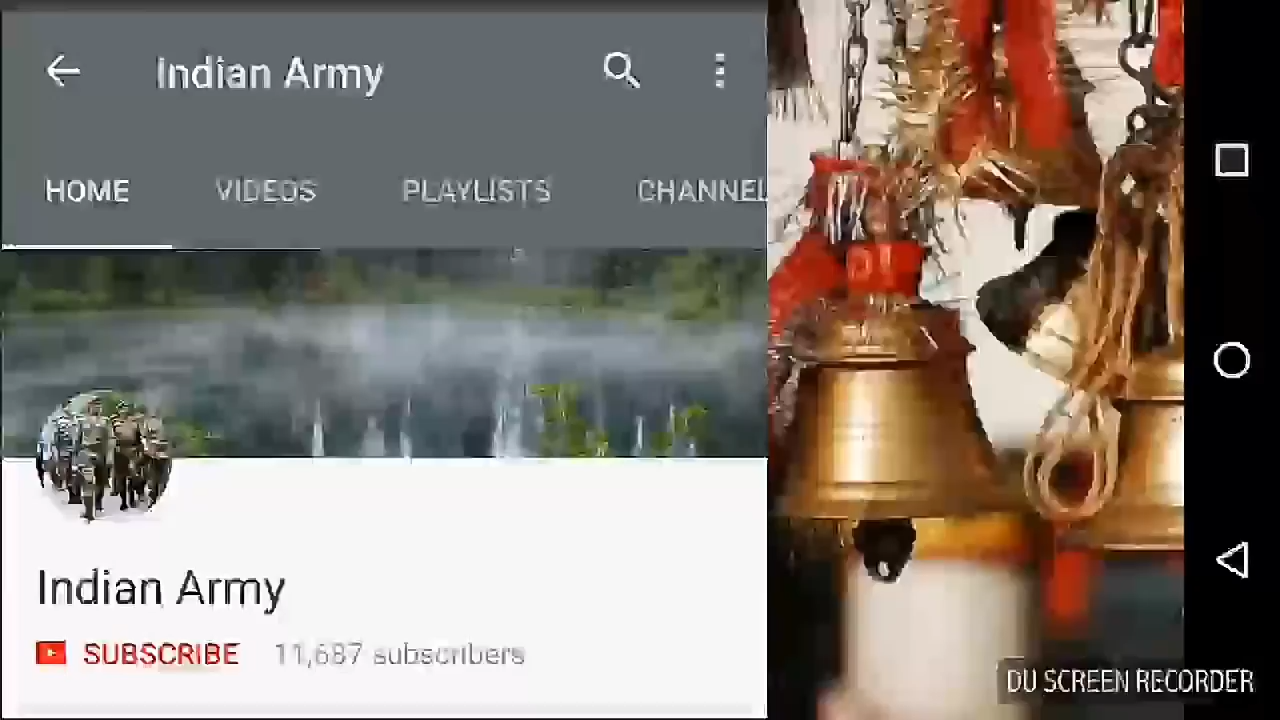 Indian Army
HOME VIDEOS PLAYLISTS CHANNEL
Indian Army
SUBSCRIBE 11,687 subscribers
DU SCREEN RECORDER